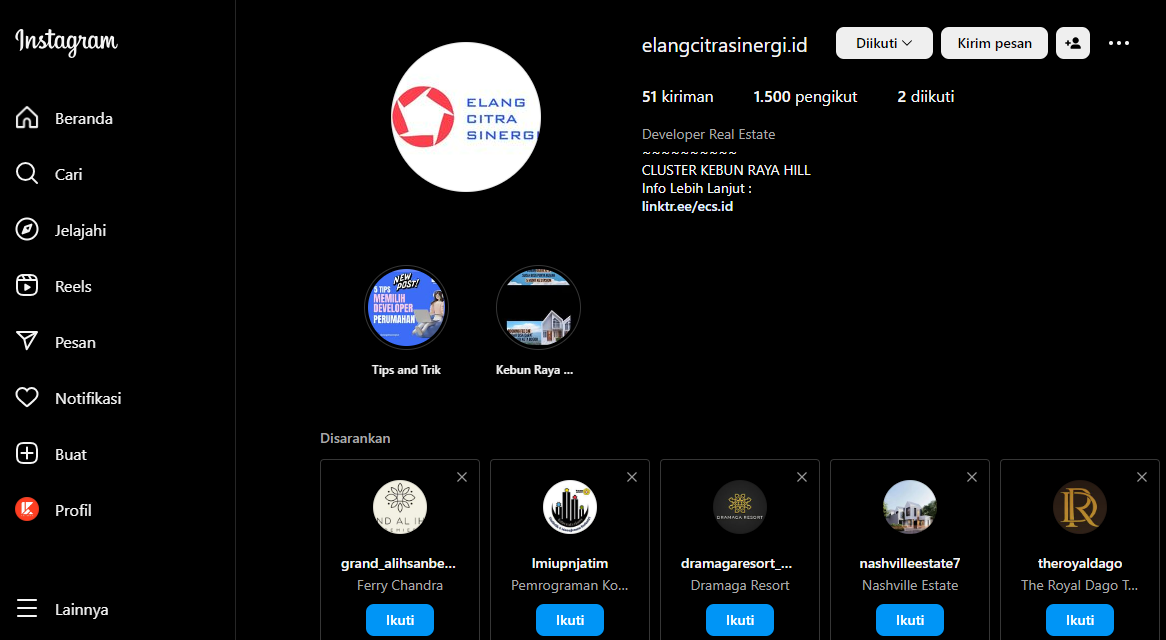 Instagram
Beranda
Cari
Jelajahi
Reels
Pesan
Notifikasi
Buat
Profil
Lainnya
ELANG
CITRA
SINERGI
elangcitrasinergi.id
Diikuti
Kirim pesan
51 kiriman
1.500 pengikut
2 diikuti
Developer Real Estate
~~~~~~~~~~
CLUSTER KEBUN RAYA HILL
Info Lebih Lanjut :
linktr.ee/ecs.id
NEW
POST!
5 TIPS
MEMILIH
DEVELOPER
PERUMAHAN
Tips and Trik
Kebun Raya ...
Disarankan
grand_alihsanbe...
Ferry Chandra
Ikuti
lmiupnjatim
Pemrograman Ko...
Ikuti
DRAMAGA RESORT
dramagaresort_...
Dramaga Resort
Ikuti
nashvilleestate7
Nashville Estate
Ikuti
theroyaldago
The Royal Dago T...
Ikuti